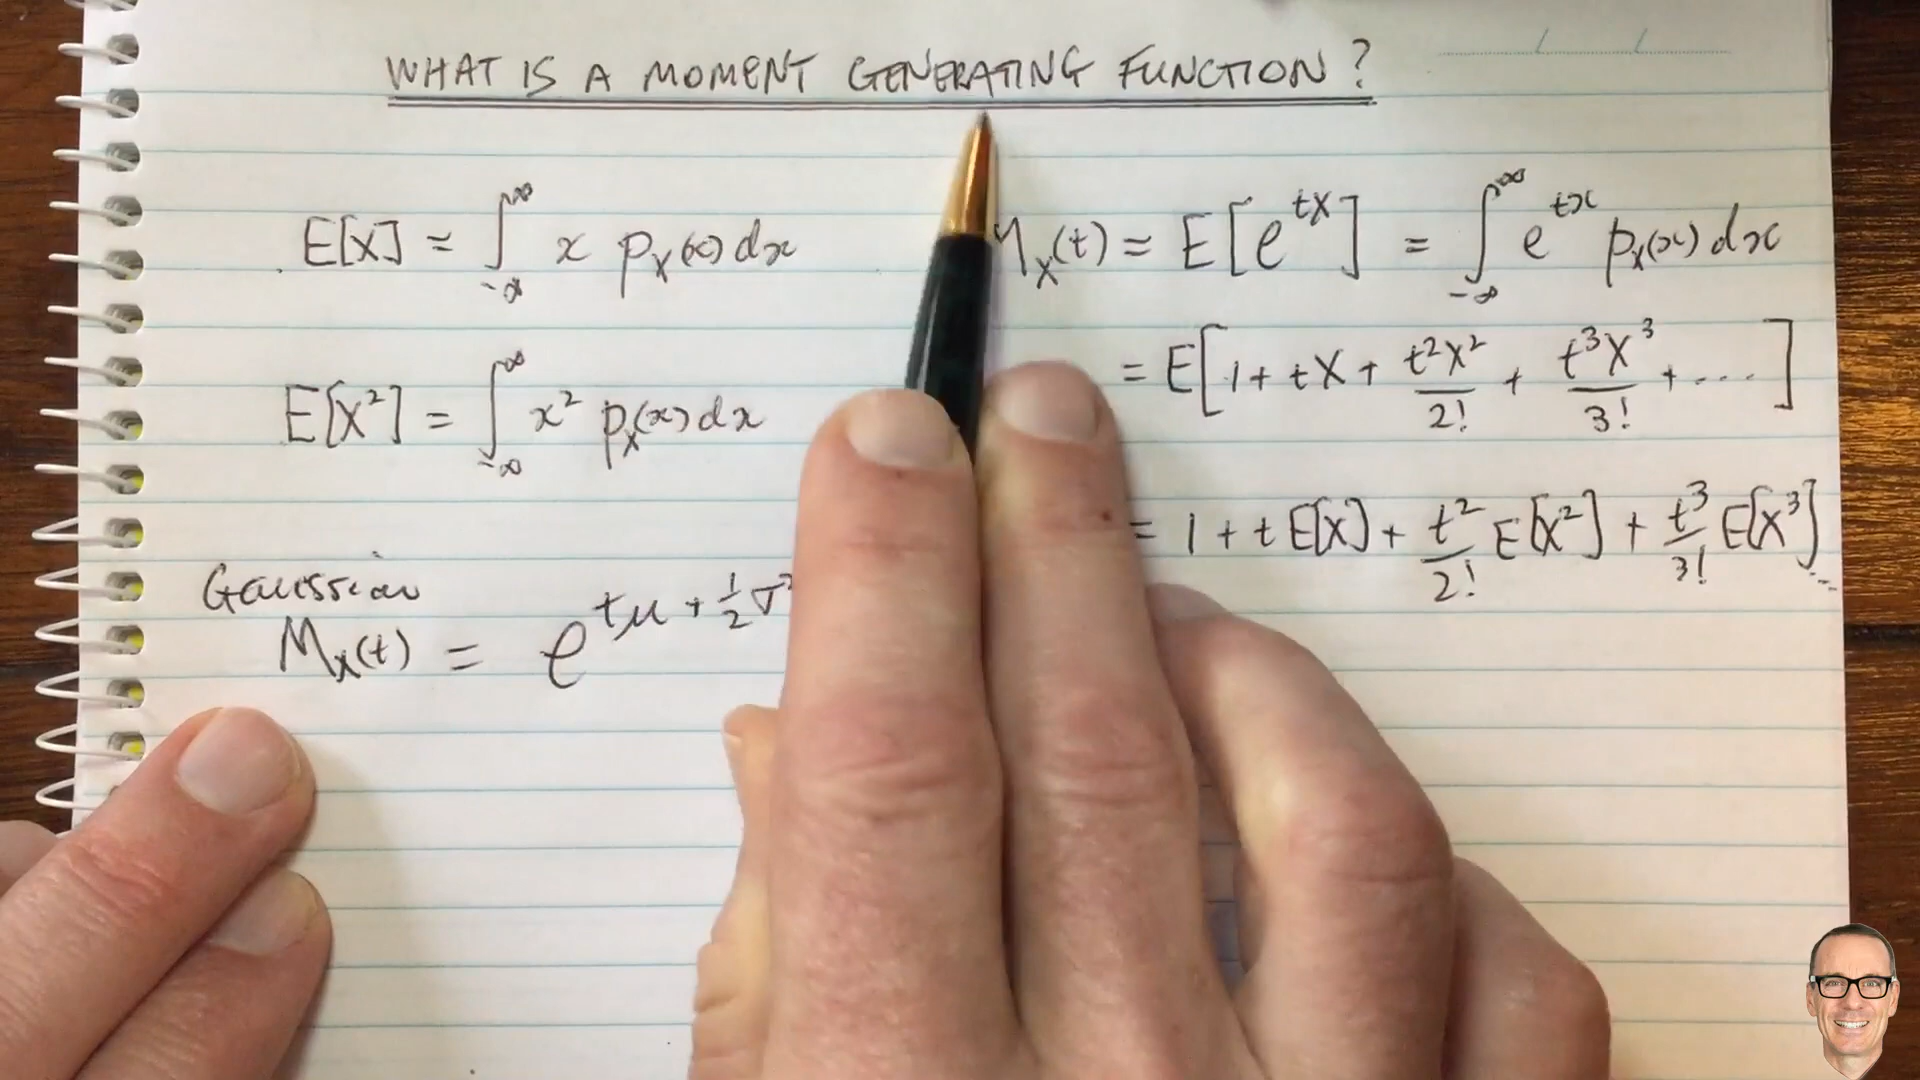 WHAT IS A MOMENT GENERATING FUNCTION ?
E[X] = ∫_{-∞}^{∞} x p_X(x) dx
E[X²] = ∫_{-∞}^{∞} x² p_X(x) dx
Gaussian
M_X(t) = e^{tμ + ½σ²
M_X(t) = E[e^{tX}] = ∫_{-∞}^{∞} e^{tx} p_X(x) dx
= E[1 + tX + t²X²/2! + t³X³/3! + ....]
= 1 + t E[X] + t²/2! E[X²] + t³/3! E[X³] ...